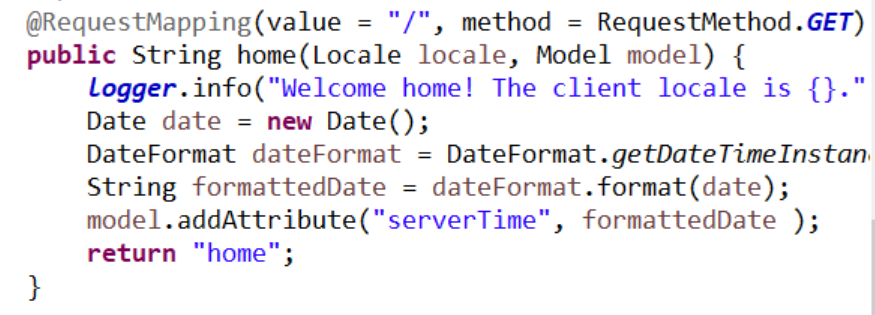 @RequestMapping(value = "/", method = RequestMethod.GET)
public String home(Locale locale, Model model) {
logger.info("Welcome home! The client locale is {}."
Date date = new Date();
DateFormat dateFormat = DateFormat.getDateTimeInstan
String formattedDate = dateFormat.format(date);
model.addAttribute("serverTime", formattedDate );
return "home";
}